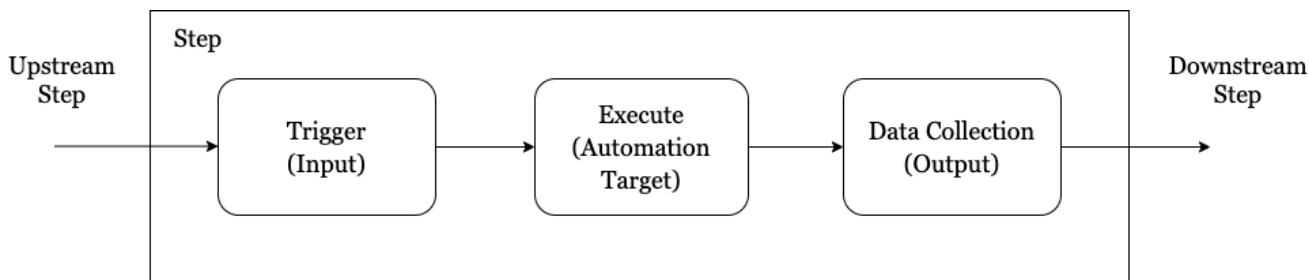 Step
Upstream
Step
Trigger
(Input)
Execute
(Automation
Target)
Data Collection
(Output)
Downstream
Step